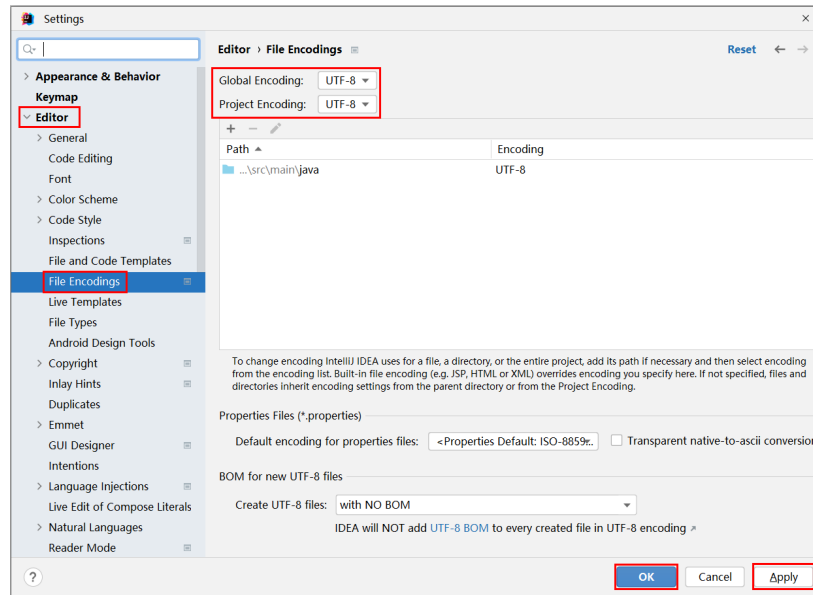 Settings
Editor › File Encodings
Reset
Appearance & Behavior
Keymap
Editor
General
Code Editing
Font
Color Scheme
Code Style
Inspections
File and Code Templates
File Encodings
Live Templates
File Types
Android Design Tools
Copyright
Inlay Hints
Duplicates
Emmet
GUI Designer
Intentions
Language Injections
Live Edit of Compose Literals
Natural Languages
Reader Mode
Global Encoding: UTF-8
Project Encoding: UTF-8
Path Encoding
...\src\main\java UTF-8
To change encoding IntelliJ IDEA uses for a file, a directory, or the entire project, add its path if necessary and then select encoding
from the encoding list. Built-in file encoding (e.g. JSP, HTML or XML) overrides encoding you specify here. If not specified, files and
directories inherit encoding settings from the parent directory or from the Project Encoding.
Properties Files (*.properties)
Default encoding for properties files: <Properties Default: ISO-8859 Transparent native-to-ascii conversion
BOM for new UTF-8 files
Create UTF-8 files: with NO BOM
IDEA will NOT add UTF-8 BOM to every created file in UTF-8 encoding
? OK Cancel Apply